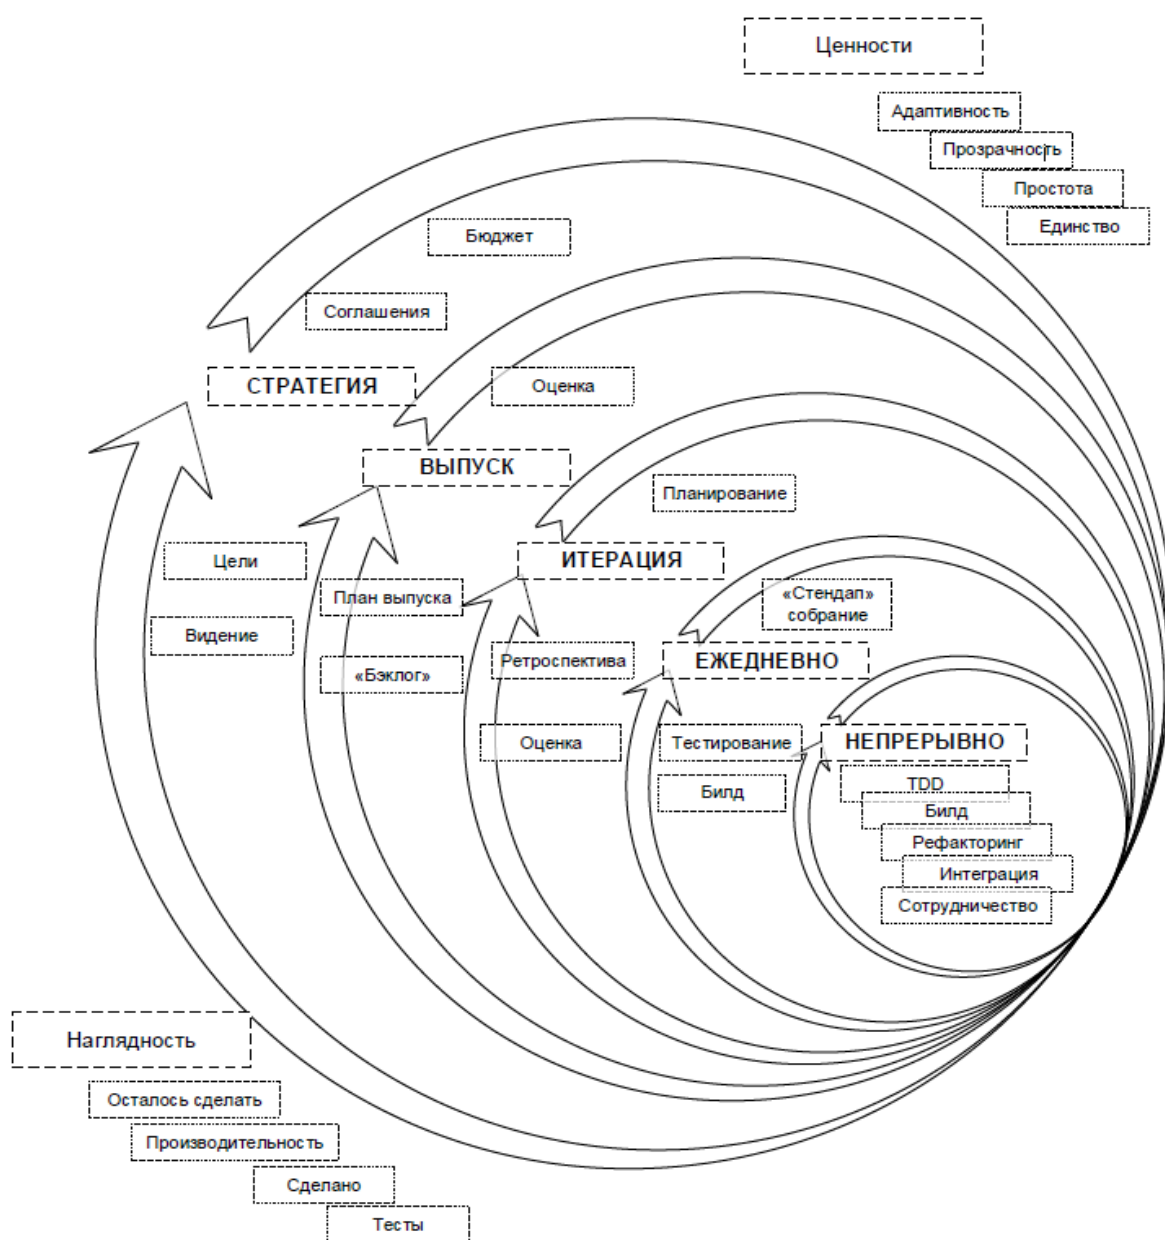 Ценности
Адаптивность
Прозрачность
Простота
Единство
Бюджет
Соглашения
СТРАТЕГИЯ
Оценка
ВЫПУСК
Планирование
Цели
ИТЕРАЦИЯ
План выпуска
«Стендап»
собрание
Видение
«Бэклог»
Ретроспектива
ЕЖЕДНЕВНО
Оценка
Тестирование
НЕПРЕРЫВНО
Билд
TDD
Билд
Рефакторинг
Интеграция
Сотрудничество
Наглядность
Осталось сделать
Производительность
Сделано
Тесты